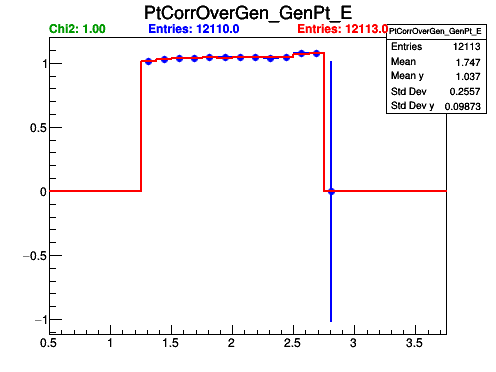 PtCorrOverGen_GenPt_E
Chi2: 1.00 Entries: 12110.0 Entries: 12113.0
PtCorrOverGen_GenPt_E
Entries 12113
Mean 1.747
Mean y 1.037
Std Dev 0.2557
Std Dev y 0.09873
1
0.5
0
−0.5
−1
0.5 1 1.5 2 2.5 3 3.5